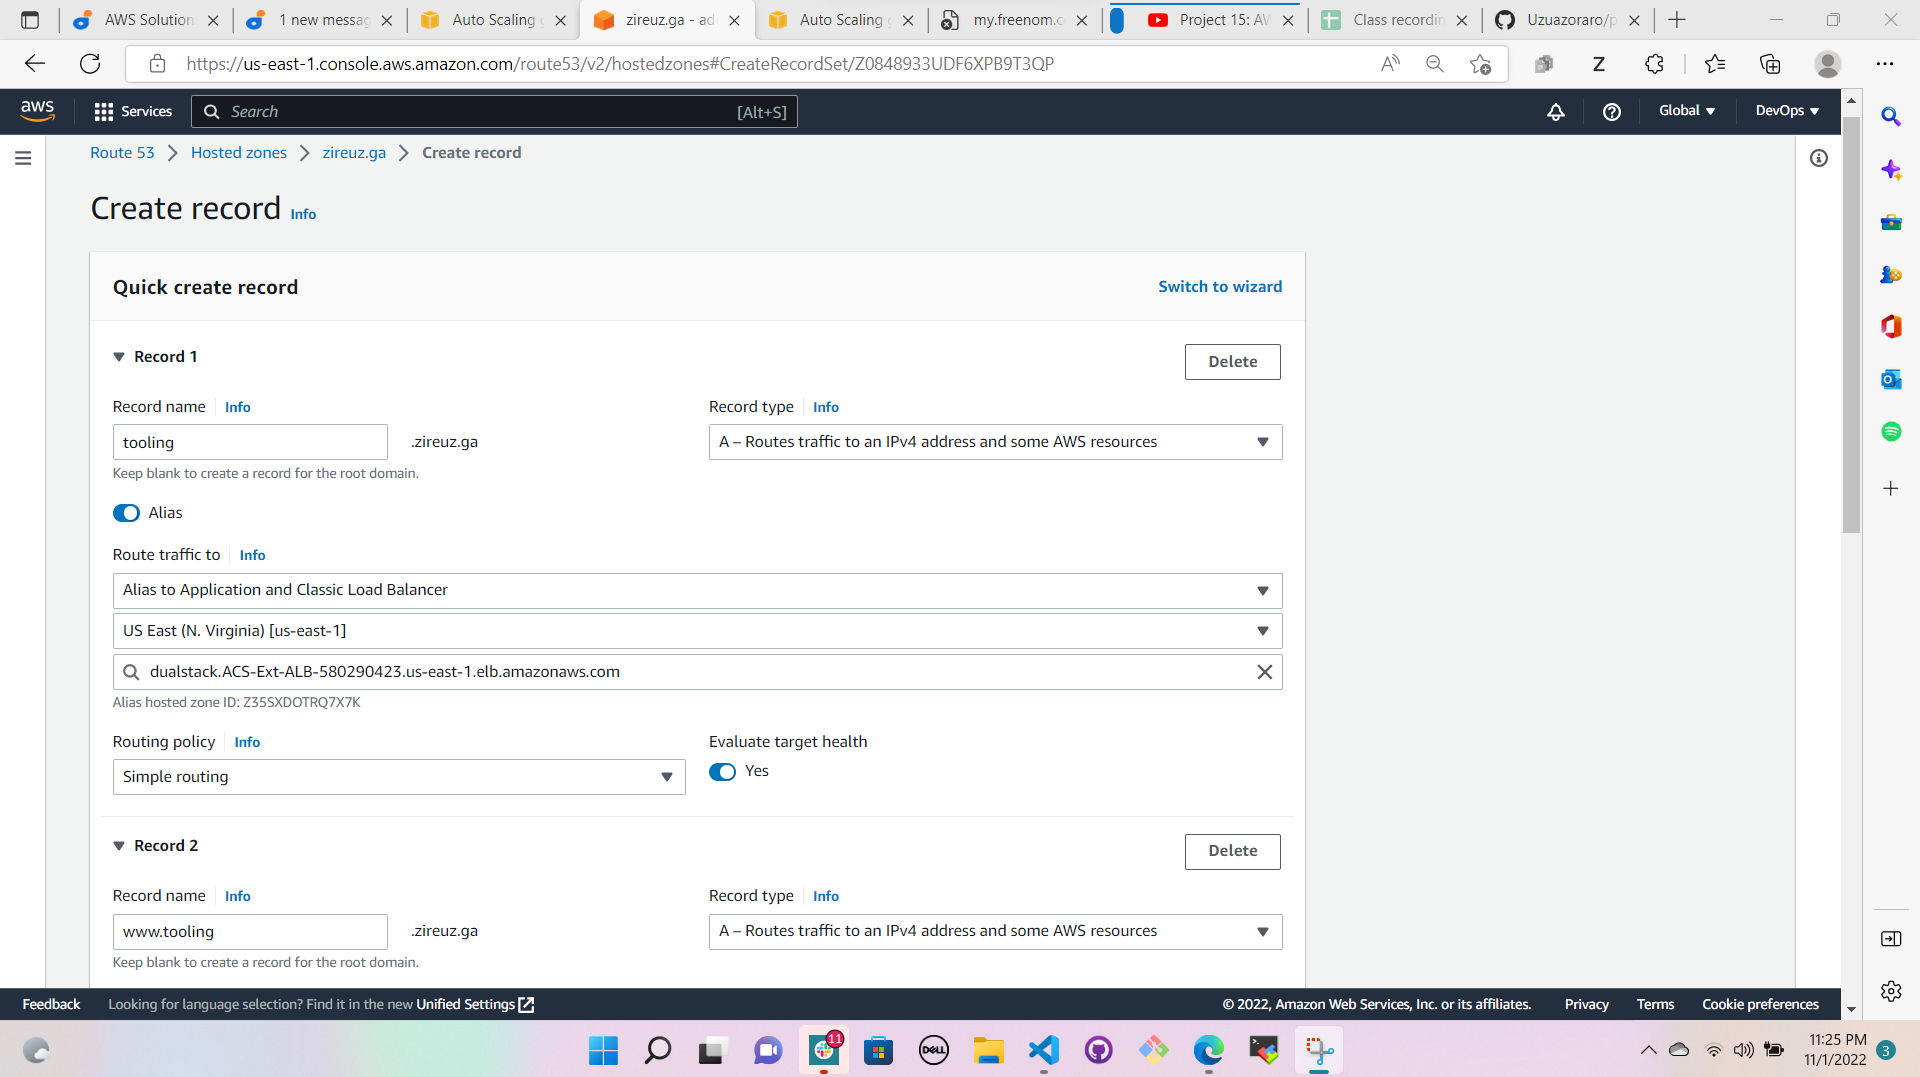 AWS Solution
1 new messag
Auto Scaling g
zireuz.ga - ad
Auto Scaling g
my.freenom.c
Project 15: AW
Class recordin
Uzuazoraro/p
https://us-east-1.console.aws.amazon.com/route53/v2/hostedzones#CreateRecordSet/Z0848933UDF6XPB9T3QP
aws
Services
Search
[Alt+S]
Global
DevOps
Route 53 > Hosted zones > zireuz.ga > Create record
Create record Info
Quick create record
Switch to wizard
Record 1
Delete
Record name Info
Record type Info
tooling
.zireuz.ga
A – Routes traffic to an IPv4 address and some AWS resources
Keep blank to create a record for the root domain.
Alias
Route traffic to Info
Alias to Application and Classic Load Balancer
US East (N. Virginia) [us-east-1]
dualstack.ACS-Ext-ALB-580290423.us-east-1.elb.amazonaws.com
Alias hosted zone ID: Z35SXDOTRQ7X7K
Routing policy Info
Evaluate target health
Simple routing
Yes
Record 2
Delete
Record name Info
Record type Info
www.tooling
.zireuz.ga
A – Routes traffic to an IPv4 address and some AWS resources
Keep blank to create a record for the root domain.
Feedback
Looking for language selection? Find it in the new Unified Settings
© 2022, Amazon Web Services, Inc. or its affiliates.
Privacy
Terms
Cookie preferences
11
DELL
11:25 PM
11/1/2022
3